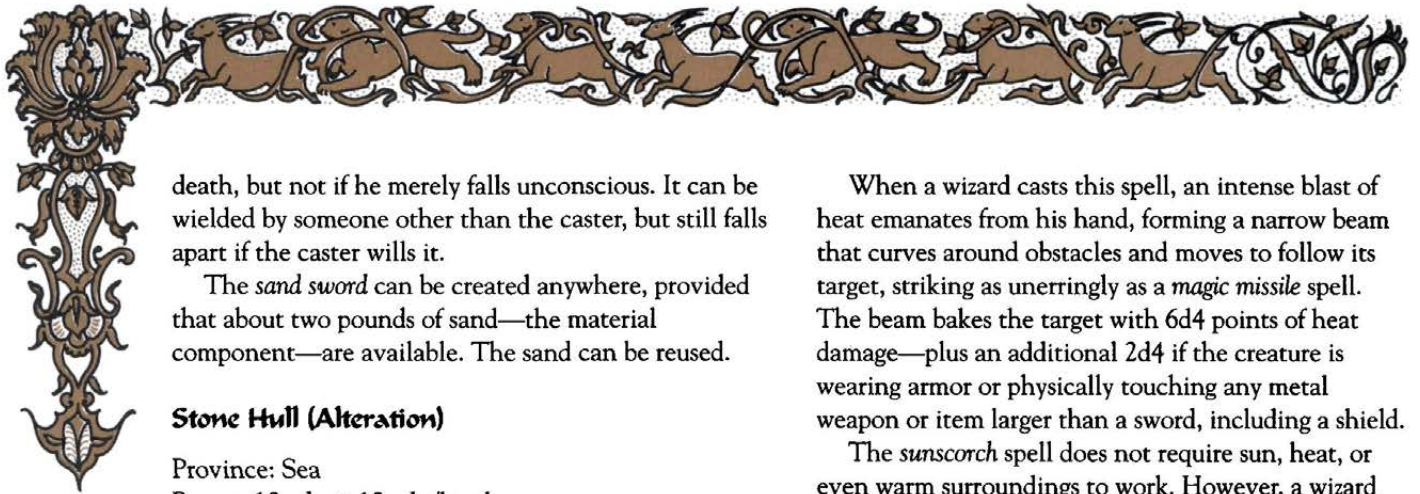 death, but not if he merely falls unconscious. It can be
wielded by someone other than the caster, but still falls
apart if the caster wills it.
The sand sword can be created anywhere, provided
that about two pounds of sand—the material
component—are available. The sand can be reused.
Stone Hull (Alteration)
Province: Sea
When a wizard casts this spell, an intense blast of
heat emanates from his hand, forming a narrow beam
that curves around obstacles and moves to follow its
target, striking as unerringly as a magic missile spell.
The beam bakes the target with 6d4 points of heat
damage—plus an additional 2d4 if the creature is
wearing armor or physically touching any metal
weapon or item larger than a sword, including a shield.
The sunscorch spell does not require sun, heat, or
even warm surroundings to work. However, a wizard